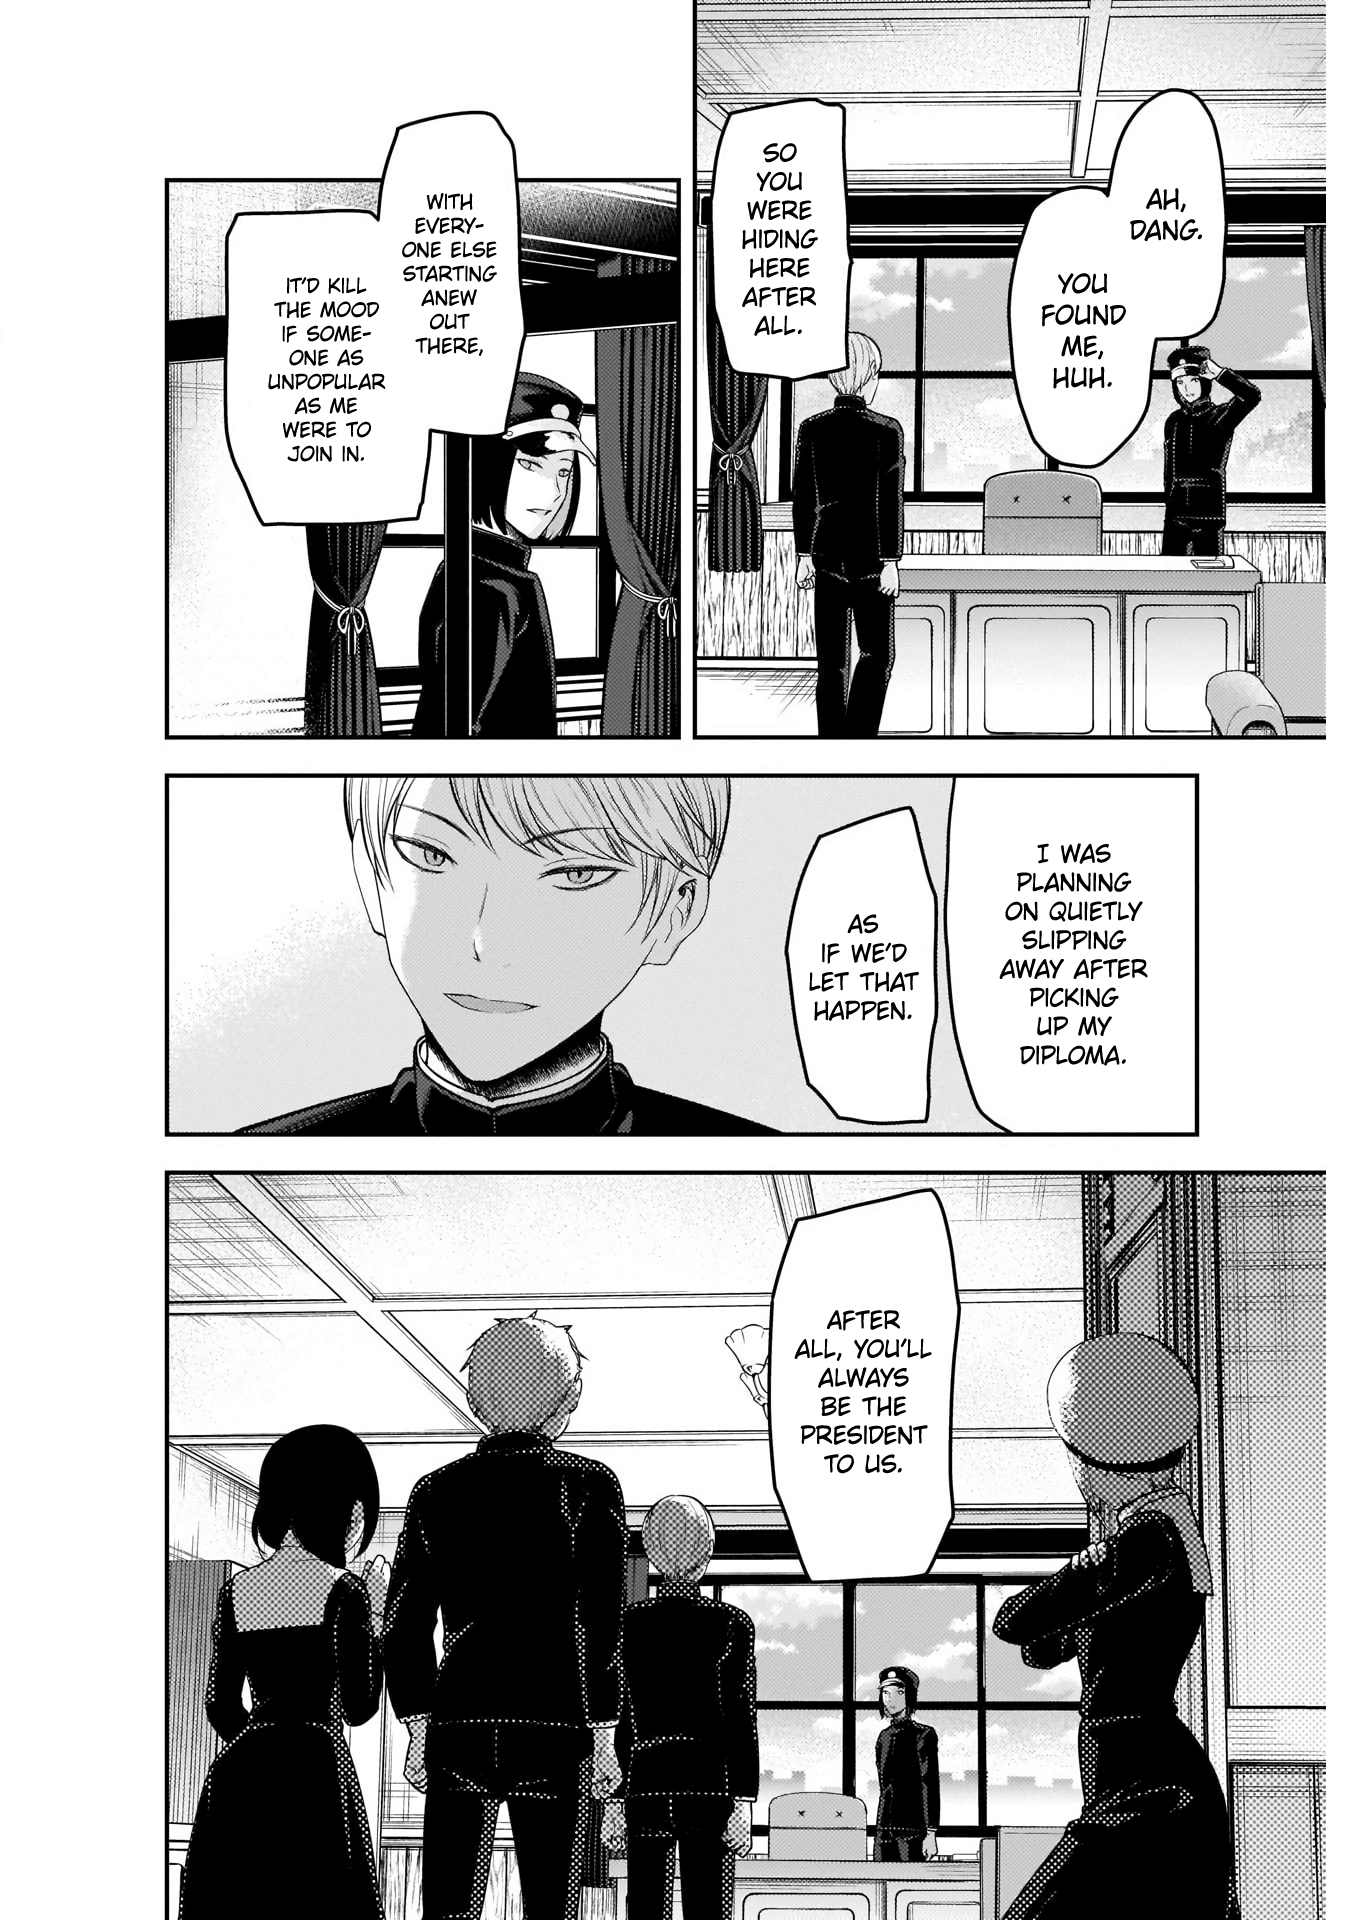 AH,
DANG.
YOU
FOUND
ME,
HUH.
SO
YOU
WERE
HIDING
HERE
AFTER
ALL.
WITH
EVERY-
ONE ELSE
STARTING
ANEW
OUT
THERE,
IT'D KILL
THE MOOD
IF SOME-
ONE AS
UNPOPULAR
AS ME
WERE TO
JOIN IN.
I WAS
PLANNING
ON QUIETLY
SLIPPING
AWAY AFTER
PICKING
UP MY
DIPLOMA.
AS
IF WE'D
LET THAT
HAPPEN.
AFTER
ALL, YOU'LL
ALWAYS
BE THE
PRESIDENT
TO US.